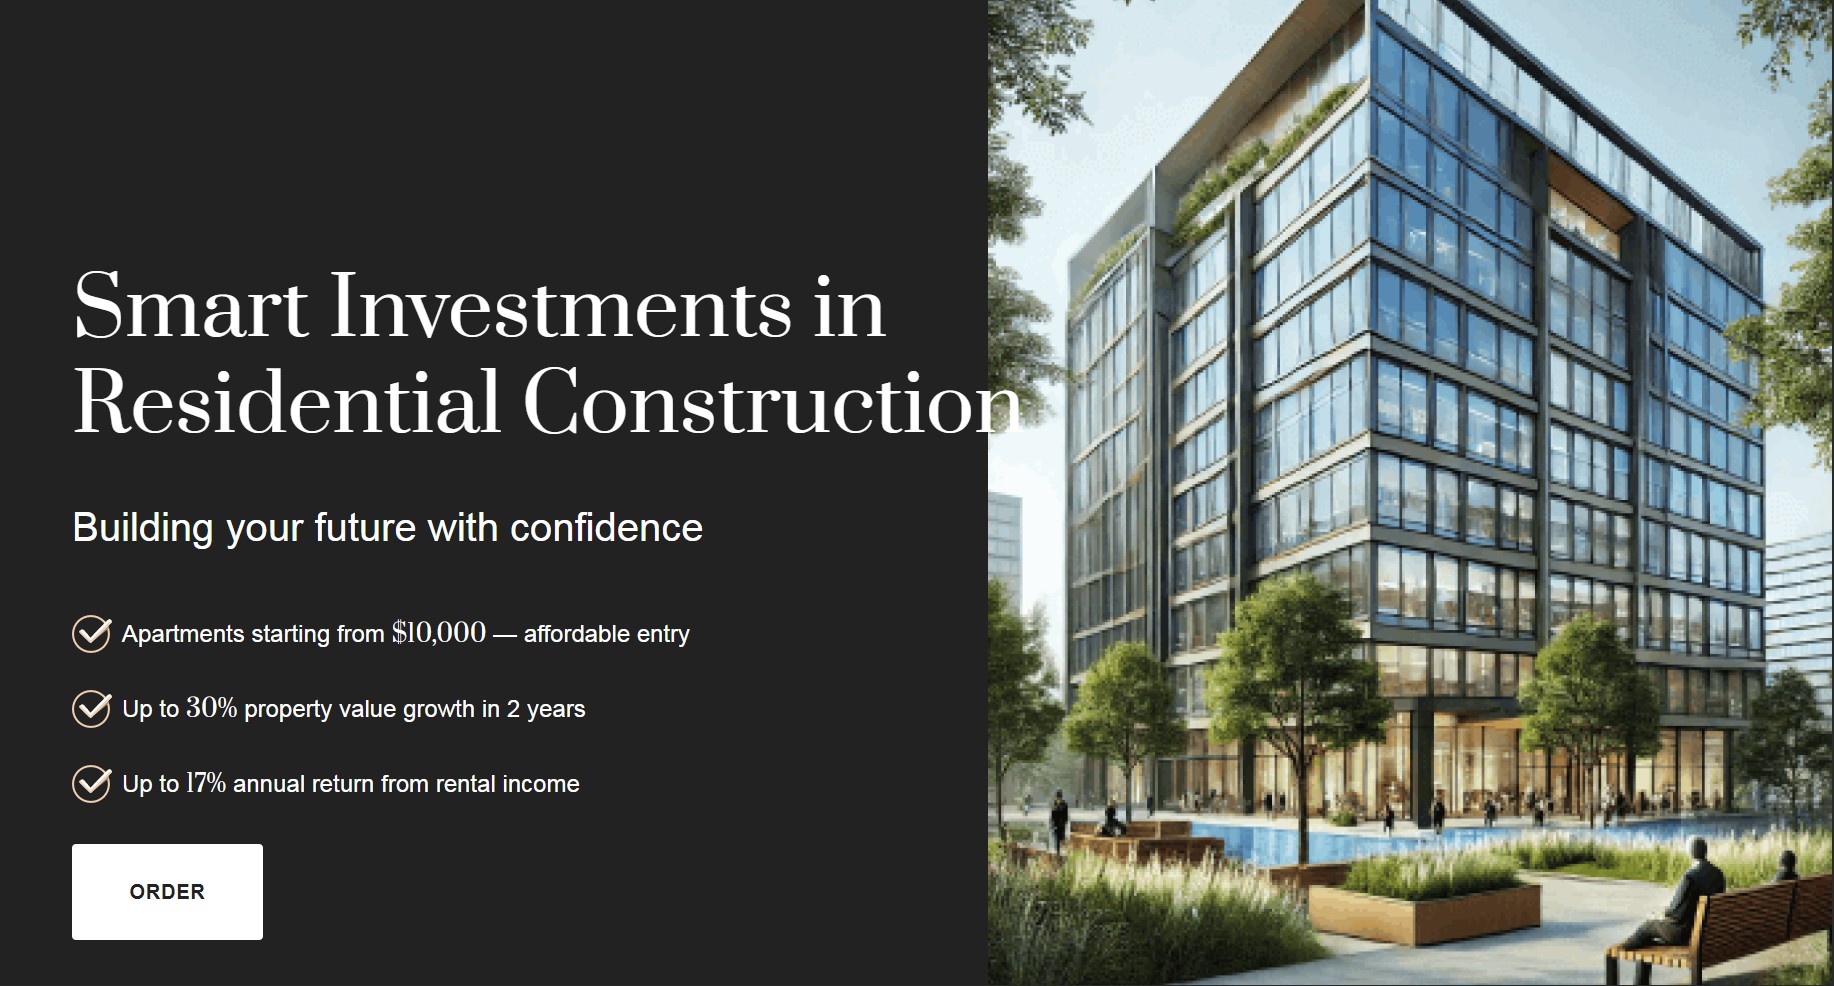 Smart Investments in
Residential Construction
Building your future with confidence
Apartments starting from $10,000 — affordable entry
Up to 30% property value growth in 2 years
Up to 17% annual return from rental income
ORDER